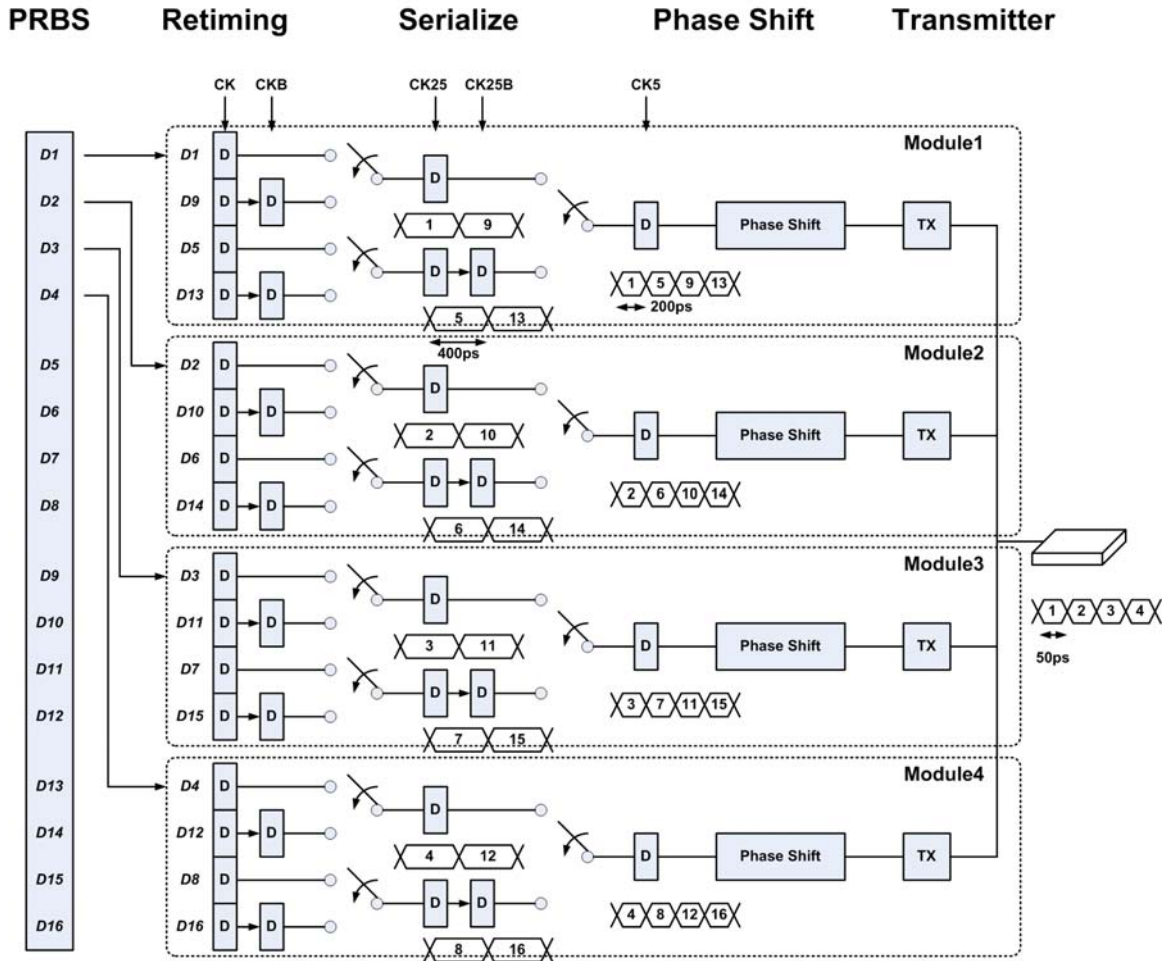 PRBS Retiming Serialize Phase Shift Transmitter
CK CKB CK25 CK25B CK5
D1
D2
D3
D4
D5
D6
D7
D8
D9
D10
D11
D12
D13
D14
D15
D16
Module1
D1 D D
D9 D D
1 9
D Phase Shift TX
D5 D D D
1 5 9 13
D13 D D
200ps
5 13
400ps
Module2
D2 D D
D10 D D
2 10
D Phase Shift TX
D6 D D D
2 6 10 14
D14 D D
6 14
Module3
D3 D D
D11 D D
3 11
D Phase Shift TX
D7 D D D
3 7 11 15
D15 D D
7 15
1 2 3 4
50ps
Module4
D4 D D
D12 D D
4 12
D Phase Shift TX
D8 D D D
4 8 12 16
D16 D D
8 16